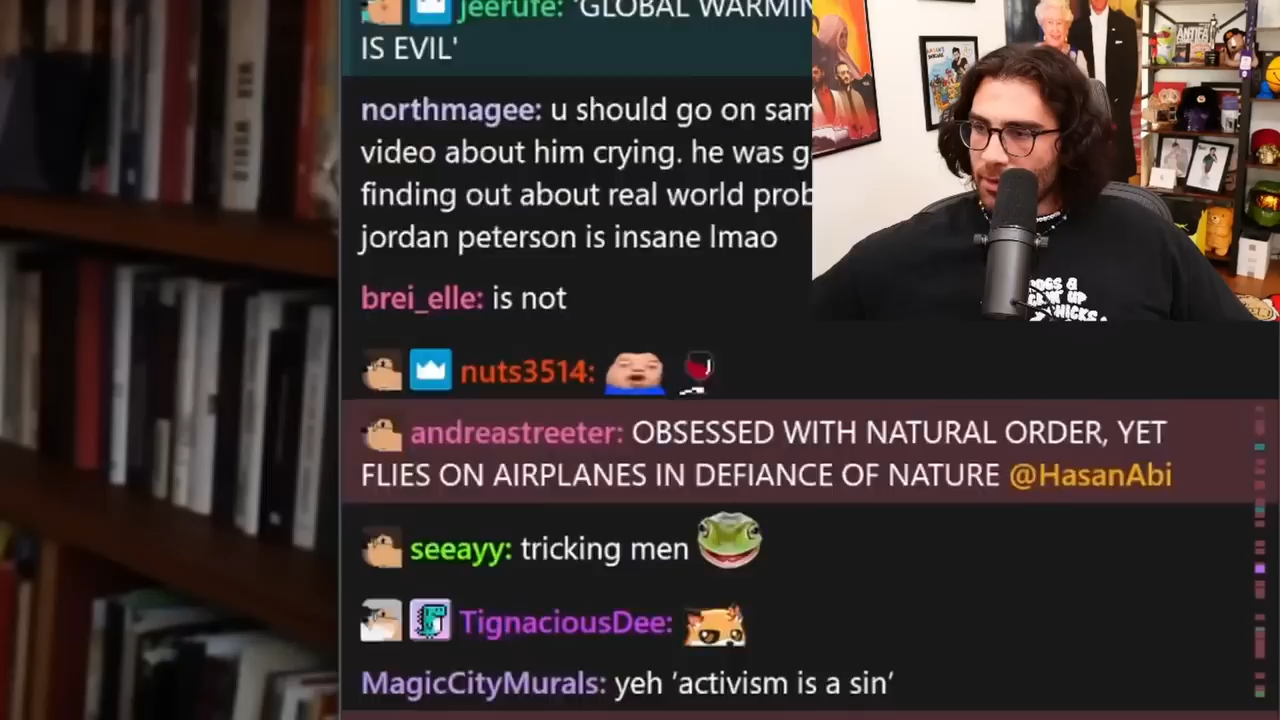 jeerufe: 'GLOBAL WARMIN
IS EVIL'
northmagee: u should go on sam
video about him crying. he was g
finding out about real world prob
jordan peterson is insane lmao
brei_elle: is not
nuts3514:
andreastreeter: OBSESSED WITH NATURAL ORDER, YET
FLIES ON AIRPLANES IN DEFIANCE OF NATURE @HasanAbi
seeayy: tricking men
TignaciousDee:
MagicCityMurals: yeh 'activism is a sin'
ANTIFA